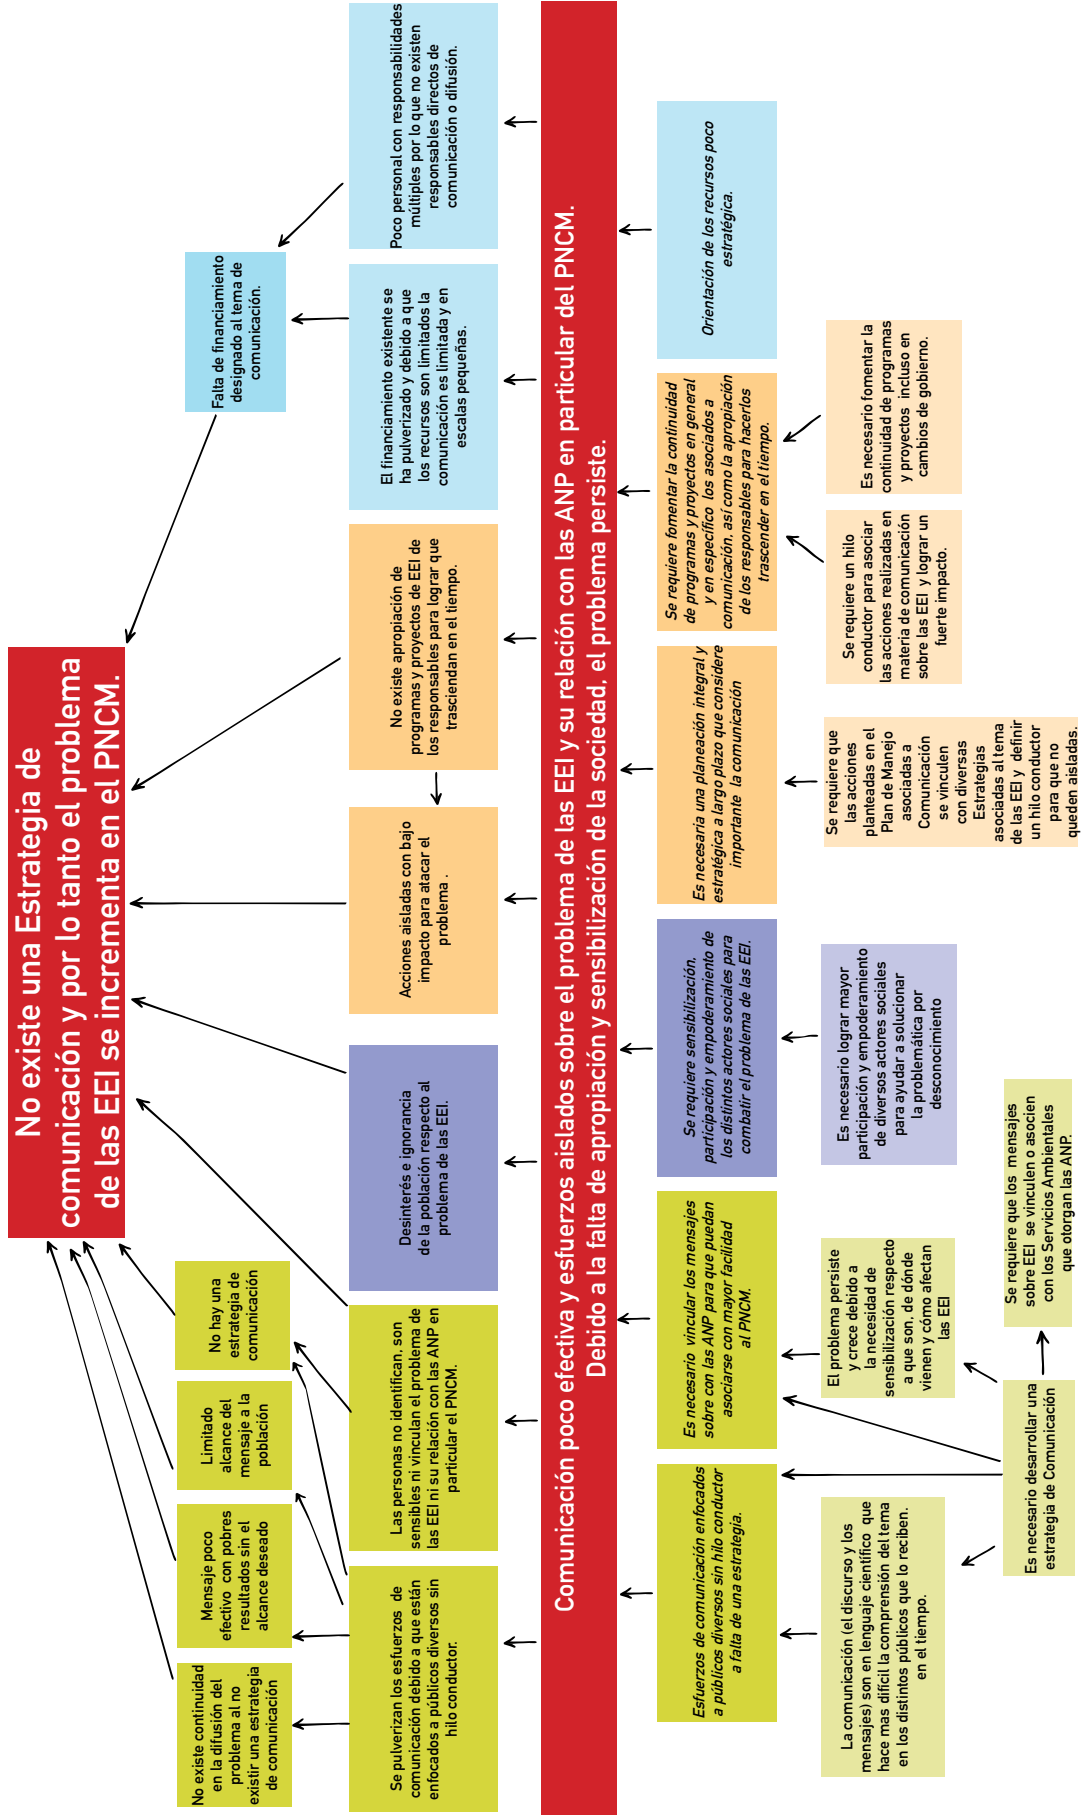 No existe una Estrategia de
comunicación y por lo tanto el problema
de las EEI se incrementa en el PNCM.
No existe continuidad
en la difusión del
problema al no
existir una estrategia
de comunicación
Mensaje poco
efectivo con pobres
resultados sin el
alcance deseado
Limitado
alcance del
mensaje a la
población
No hay una
estrategia de
comunicación
Falta de financiamiento
designado al tema de
comunicación.
Se pulverizan los esfuerzos de
comunicación debido a que están
enfocados a públicos diversos sin
hilo conductor.
Las personas no identifican, son
sensibles ni vinculan el problema de
las EEI ni su relación con las ANP en
particular el PNCM.
Desinterés e ignorancia
de la población respecto al
problema de las EEI.
Acciones aisladas con bajo
impacto para atacar el
problema .
No existe apropiación de
programas y proyectos de EEI de
los responsables para lograr que
trasciendan en el tiempo.
El financiamiento existente se
ha pulverizado y debido a que
los recursos son limitados la
comunicación es limitada y en
escalas pequeñas.
Poco personal con responsabilidades
múltiples por lo que no existen
responsables directos de
comunicación o difusión.
Comunicación poco efectiva y esfuerzos aislados sobre el problema de las EEI y su relación con las ANP en particular del PNCM.
Debido a la falta de apropiación y sensibilización de la sociedad, el problema persiste.
Esfuerzos de comunicación enfocados
a públicos diversos sin hilo conductor
a falta de una estrategia.
Es necesario vincular los mensajes
sobre con las ANP para que puedan
asociarse con mayor facilidad
al PNCM.
Se requiere sensibilización,
participación y empoderamiento de
los distintos actores sociales para
combatir el problema de las EEI.
Es necesaria una planeación integral y
estratégica a largo plazo que considere
importante la comunicación
Se requiere fomentar la continuidad
de programas y proyectos en general
y en específico los asociados a
comunicación, así como la apropiación
de los responsables para hacerlos
trascender en el tiempo.
Orientación de los recursos poco
estratégica.
La comunicación (el discurso y los
mensajes) son en lenguaje científico que
hace mas difícil la comprensión del tema
en los distintos públicos que lo reciben.
en el tiempo.
El problema persiste
y crece debido a
la necesidad de
sensibilización respecto
a que son, de dónde
vienen y cómo afectan
las EEI
Es necesario lograr mayor
participación y empoderamiento
de diversos actores sociales
para ayudar a solucionar
la problemática por
desconocimiento
Se requiere que
las acciones
planteadas en el
Plan de Manejo
asociadas a
Comunicación
se vinculen
con diversas
Estrategias
asociadas al tema
de las EEI y definir
un hilo conductor
para que no
queden aisladas.
Se requiere un hilo
conductor para asociar
las acciones realizadas en
materia de comunicación
sobre las EEI y lograr un
fuerte impacto.
Es necesario fomentar la
continuidad de programas
y proyectos incluso en
cambios de gobierno.
Es necesario desarrollar una
estrategia de Comunicación
Se requiere que los mensajes
sobre EEI se vinculen o asocien
con los Servicios Ambientales
que otorgan las ANP.